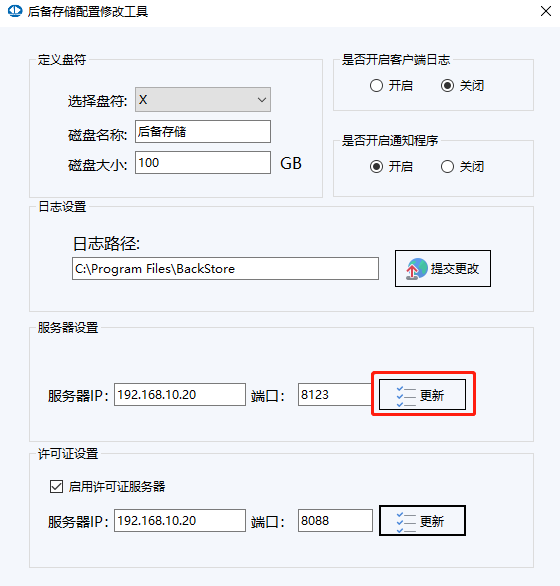 后备存储配置修改工具
定义盘符
选择盘符: X
磁盘名称: 后备存储
磁盘大小: 100 GB
是否开启客户端日志
开启 关闭
是否开启通知程序
开启 关闭
日志设置
日志路径:
C:\Program Files\BackStore
提交更改
服务器设置
服务器IP: 192.168.10.20 端口: 8123 更新
许可证设置
启用许可证服务器
服务器IP: 192.168.10.20 端口: 8088 更新